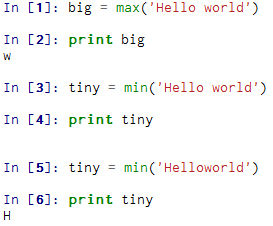 In [1]: big = max('Hello world')
In [2]: print big
w
In [3]: tiny = min('Hello world')
In [4]: print tiny
In [5]: tiny = min('Helloworld')
In [6]: print tiny
H